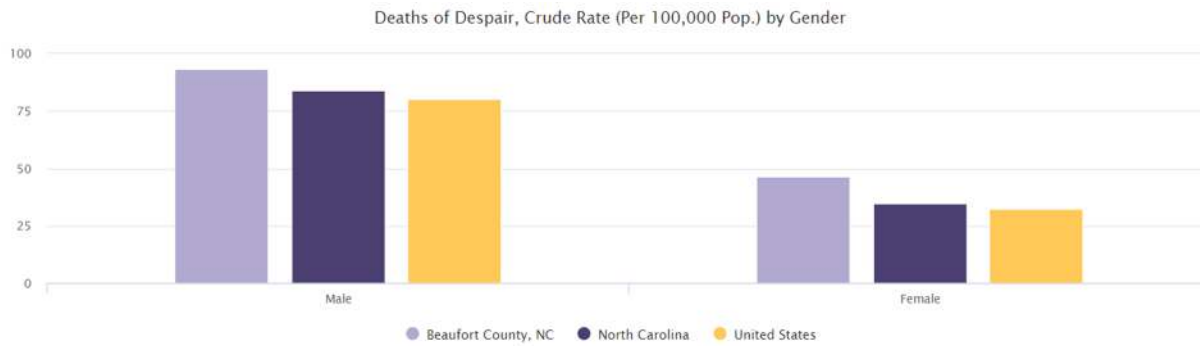 Deaths of Despair, Crude Rate (Per 100,000 Pop.) by Gender
100
75
50
25
0
Male
Female
Beaufort County, NC
North Carolina
United States